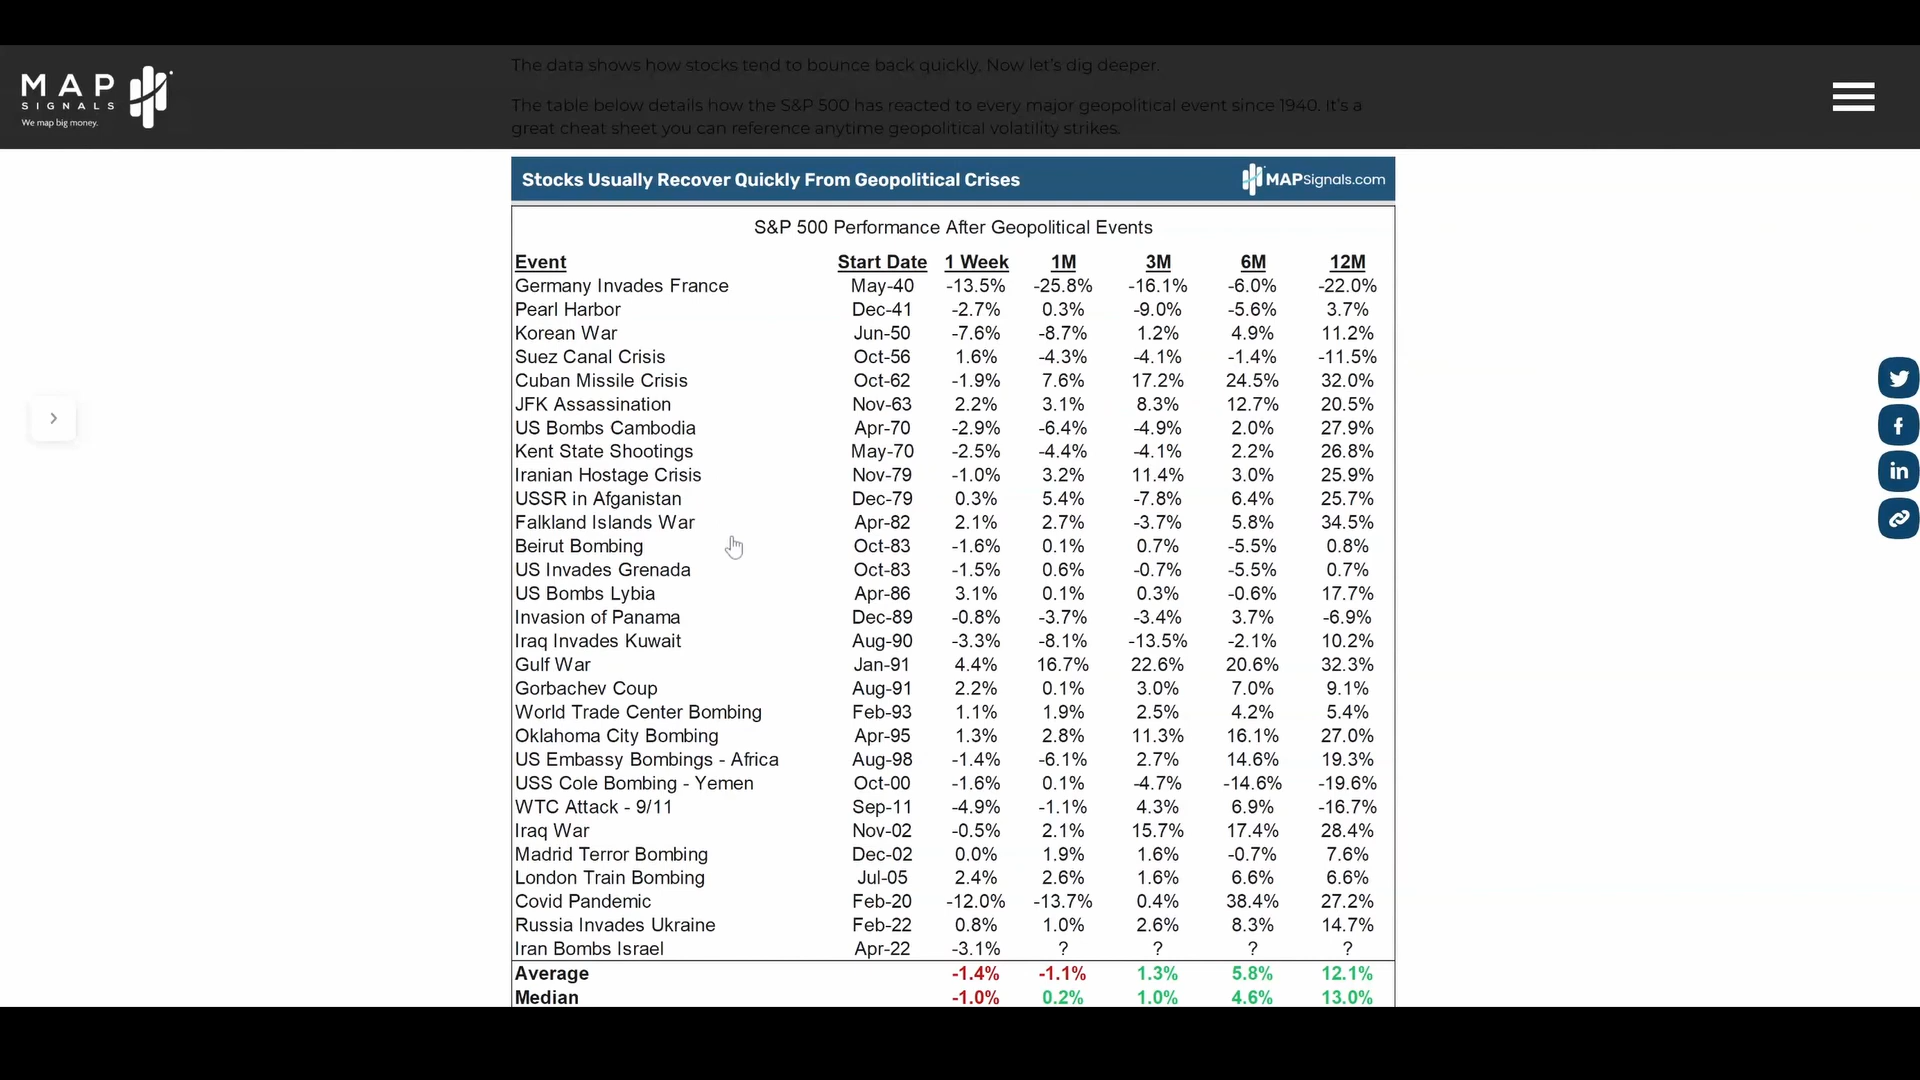 MAP
SIGNALS
We map big money.
The data shows how stocks tend to bounce back quickly. Now let's dig deeper.
The table below details how the S&P 500 has reacted to every major geopolitical event since 1940. It's a
great cheat sheet you can reference anytime geopolitical volatility strikes.
Stocks Usually Recover Quickly From Geopolitical Crises MAPSignals.com
S&P 500 Performance After Geopolitical Events
Event Start Date 1 Week 1M 3M 6M 12M
Germany Invades France May-40 -13.5% -25.8% -16.1% -6.0% -22.0%
Pearl Harbor Dec-41 -2.7% 0.3% -9.0% -5.6% 3.7%
Korean War Jun-50 -7.6% -8.7% 1.2% 4.9% 11.2%
Suez Canal Crisis Oct-56 1.6% -4.3% -4.1% -1.4% -11.5%
Cuban Missile Crisis Oct-62 -1.9% 7.6% 17.2% 24.5% 32.0%
JFK Assassination Nov-63 2.2% 3.1% 8.3% 12.7% 20.5%
US Bombs Cambodia Apr-70 -2.9% -6.4% -4.9% 2.0% 27.9%
Kent State Shootings May-70 -2.5% -4.4% -4.1% 2.2% 26.8%
Iranian Hostage Crisis Nov-79 -1.0% 3.2% 11.4% 3.0% 25.9%
USSR in Afganistan Dec-79 0.3% 5.4% -7.8% 6.4% 25.7%
Falkland Islands War Apr-82 2.1% 2.7% -3.7% 5.8% 34.5%
Beirut Bombing Oct-83 -1.6% 0.1% 0.7% -5.5% 0.8%
US Invades Grenada Oct-83 -1.5% 0.6% -0.7% -5.5% 0.7%
US Bombs Lybia Apr-86 3.1% 0.1% 0.3% -0.6% 17.7%
Invasion of Panama Dec-89 -0.8% -3.7% -3.4% 3.7% -6.9%
Iraq Invades Kuwait Aug-90 -3.3% -8.1% -13.5% -2.1% 10.2%
Gulf War Jan-91 4.4% 16.7% 22.6% 20.6% 32.3%
Gorbachev Coup Aug-91 2.2% 0.1% 3.0% 7.0% 9.1%
World Trade Center Bombing Feb-93 1.1% 1.9% 2.5% 4.2% 5.4%
Oklahoma City Bombing Apr-95 1.3% 2.8% 11.3% 16.1% 27.0%
US Embassy Bombings - Africa Aug-98 -1.4% -6.1% 2.7% 14.6% 19.3%
USS Cole Bombing - Yemen Oct-00 -1.6% 0.1% -4.7% -14.6% -19.6%
WTC Attack - 9/11 Sep-11 -4.9% -1.1% 4.3% 6.9% -16.7%
Iraq War Nov-02 -0.5% 2.1% 15.7% 17.4% 28.4%
Madrid Terror Bombing Dec-02 0.0% 1.9% 1.6% -0.7% 7.6%
London Train Bombing Jul-05 2.4% 2.6% 1.6% 6.6% 6.6%
Covid Pandemic Feb-20 -12.0% -13.7% 0.4% 38.4% 27.2%
Russia Invades Ukraine Feb-22 0.8% 1.0% 2.6% 8.3% 14.7%
Iran Bombs Israel Apr-22 -3.1% ? ? ? ?
Average -1.4% -1.1% 1.3% 5.8% 12.1%
Median -1.0% 0.2% 1.0% 4.6% 13.0%